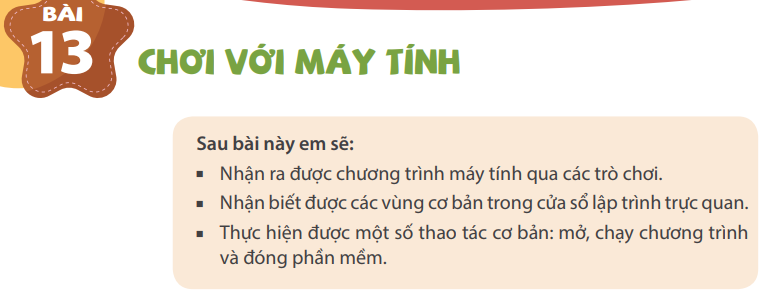 BÀI
13
CHƠI VỚI MÁY TÍNH
Sau bài này em sẽ:
▪ Nhận ra được chương trình máy tính qua các trò chơi.
▪ Nhận biết được các vùng cơ bản trong cửa sổ lập trình trực quan.
▪ Thực hiện được một số thao tác cơ bản: mở, chạy chương trình
và đóng phần mềm.